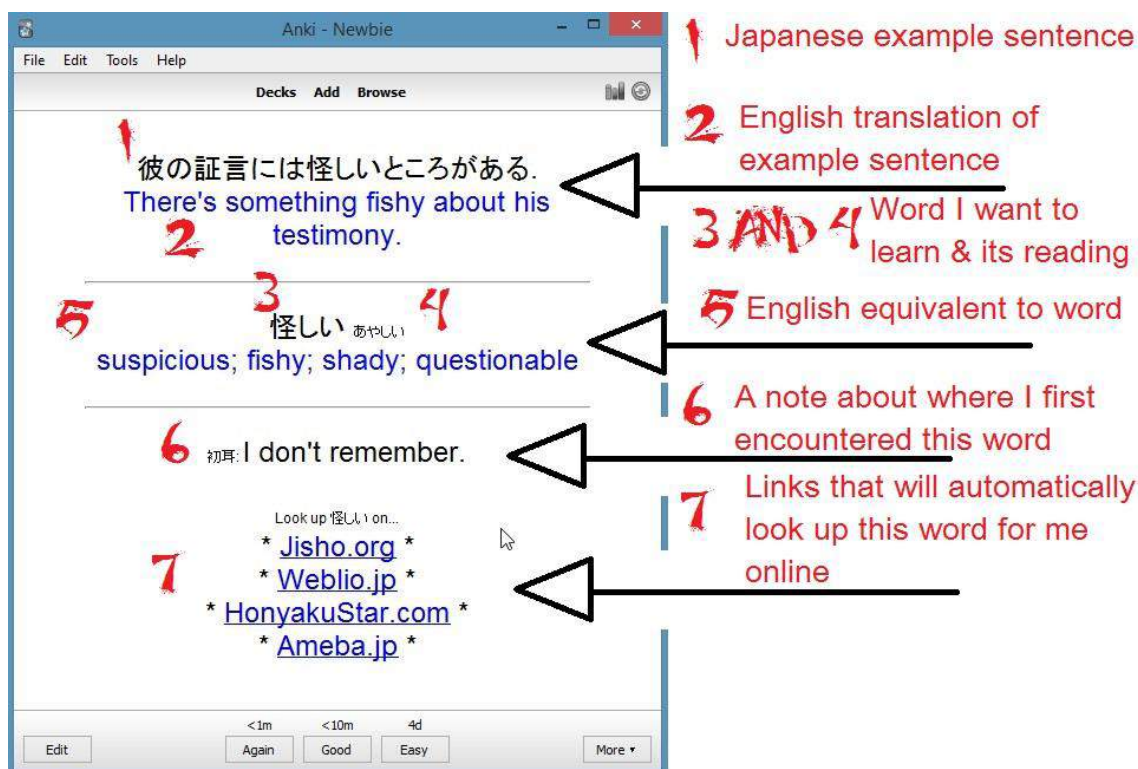 Anki - Newbie
File Edit Tools Help
Decks Add Browse
1
彼の証言には怪しいところがある.
There's something fishy about his
testimony.
2
3 4
5
怪しい あやしい
suspicious; fishy; shady; questionable
6
初耳: I don't remember.
Look up 怪しい on...
7
* Jisho.org *
* Weblio.jp *
* HonyakuStar.com *
* Ameba.jp *
<1m <10m 4d
Edit Again Good Easy More ▾
1 Japanese example sentence
2 English translation of
example sentence
3 AND 4 Word I want to
learn & its reading
5 English equivalent to word
6 A note about where I first
encountered this word
7 Links that will automatically
look up this word for me
online